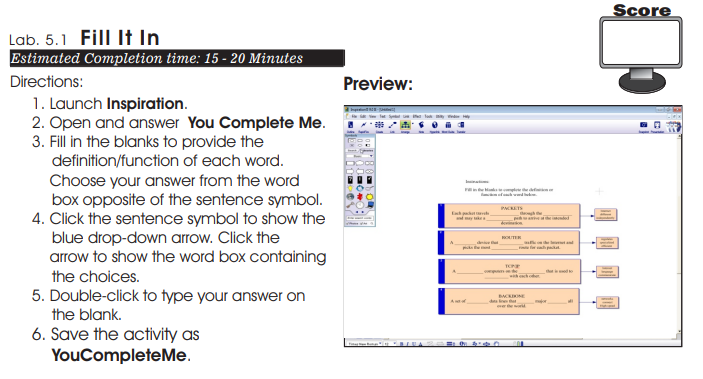 Score
Lab. 5.1 Fill It In
Estimated Completion time: 15 - 20 Minutes
Directions:
1. Launch Inspiration.
2. Open and answer You Complete Me.
3. Fill in the blanks to provide the
definition/function of each word.
Choose your answer from the word
box opposite of the sentence symbol.
4. Click the sentence symbol to show the
blue drop-down arrow. Click the
arrow to show the word box containing
the choices.
5. Double-click to type your answer on
the blank.
6. Save the activity as
YouCompleteMe.
Preview:
Instructions:
Fill in the blanks to complete the definition or
function of each word below.
PACKETS
Each packet travels ________ through the ________
and may take a ________ path to arrive at the intended
destination.
ROUTER
A ________ device that ________ traffic on the Internet and
picks the most ________ route for each packet.
TCP/IP
A ________ computers on the ________ that is used to
________ with each other.
BACKBONE
A set of ________ data lines that ________ major ________ all
over the world.